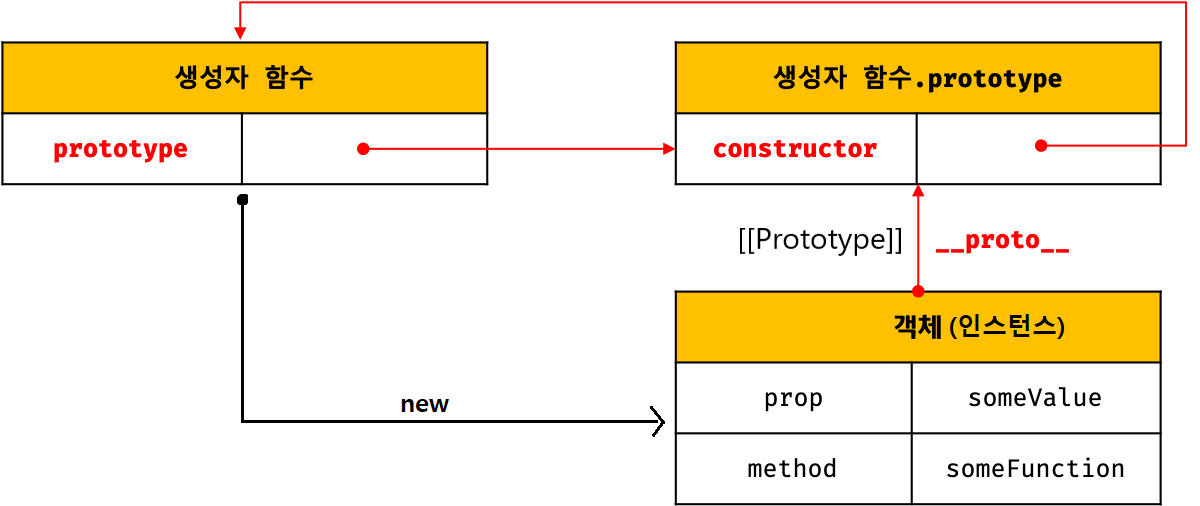 생성자 함수
생성자 함수.prototype
prototype
constructor
[[Prototype]]
__proto__
객체 (인스턴스)
prop
someValue
new
method
someFunction